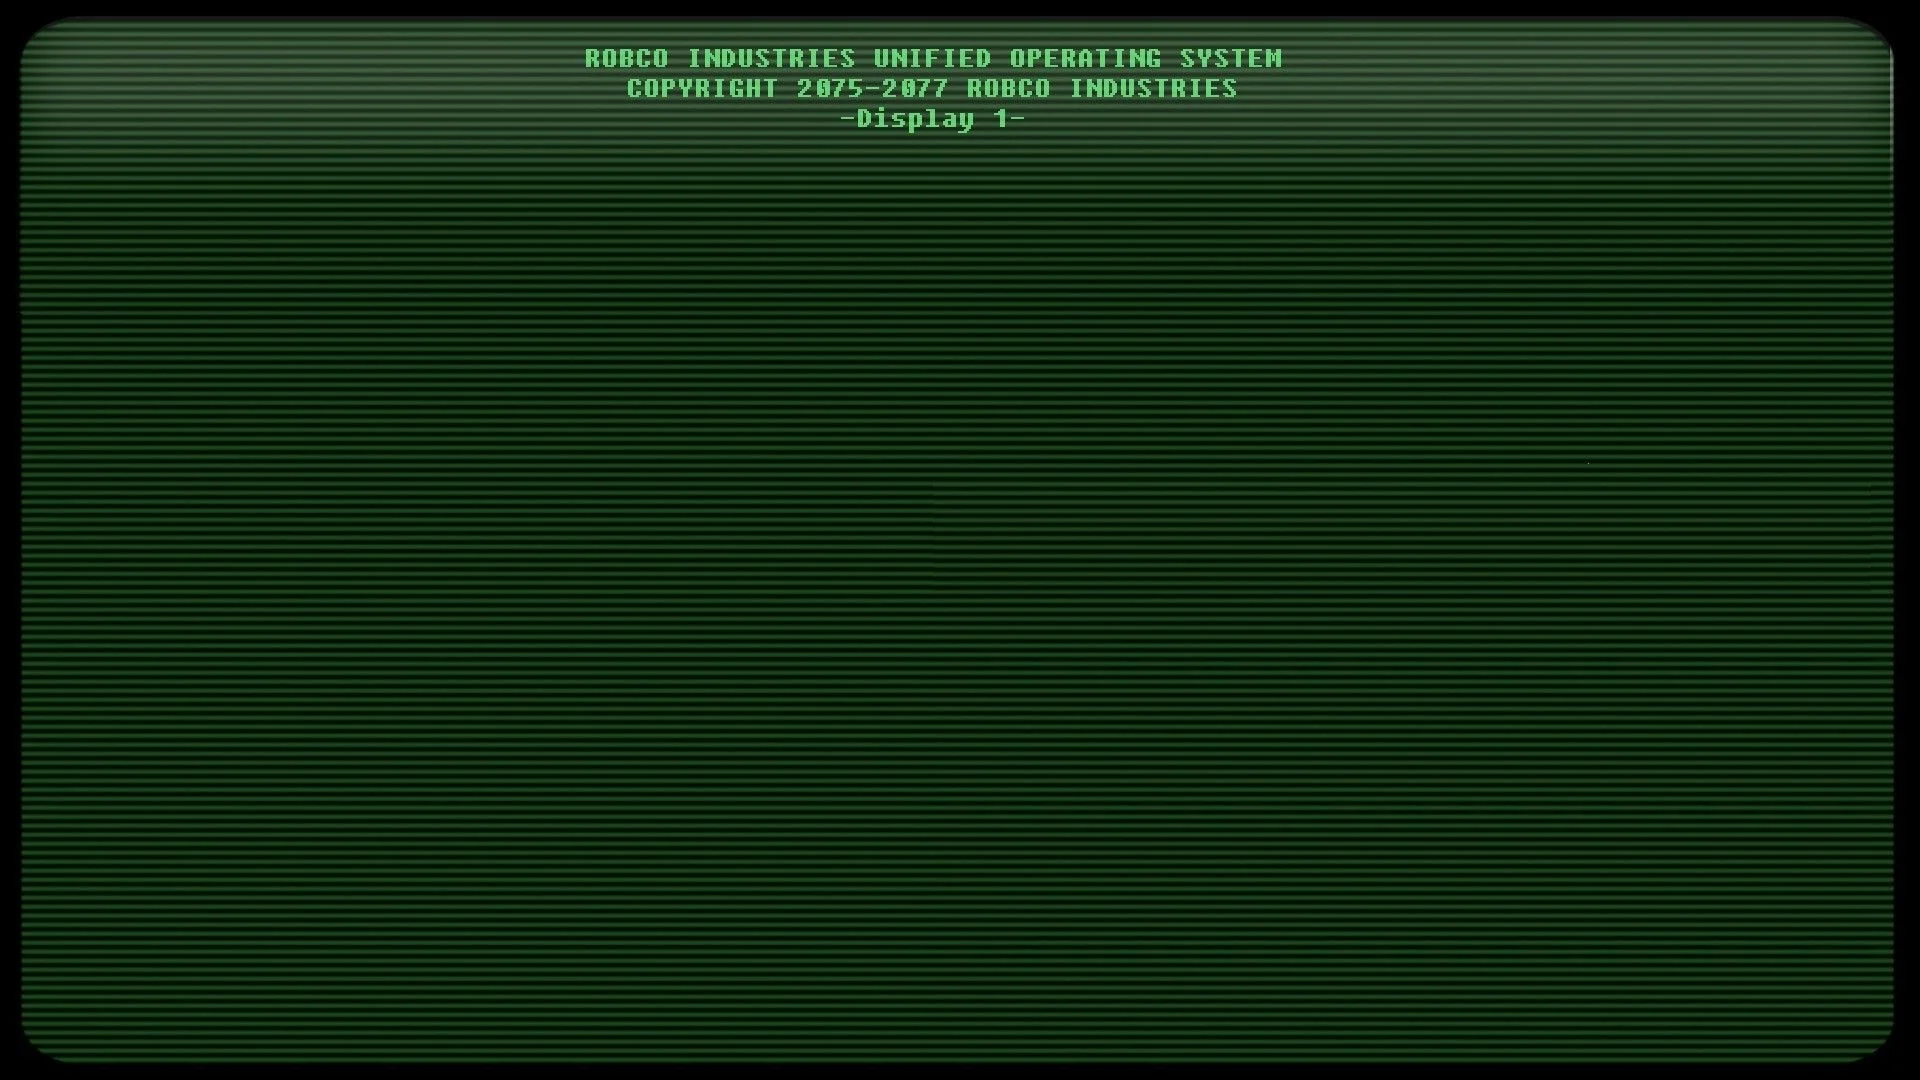 ROBCO INDUSTRIES UNIFIED OPERATING SYSTEM
COPYRIGHT 2075-2077 ROBCO INDUSTRIES
-Display 1-